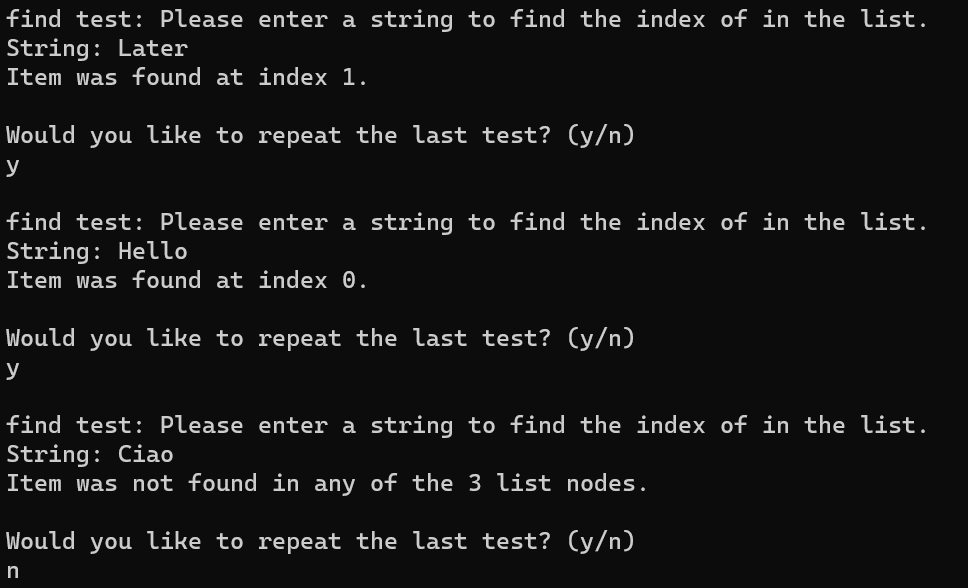 find test: Please enter a string to find the index of in the list.
String: Later
Item was found at index 1.
Would you like to repeat the last test? (y/n)
y
find test: Please enter a string to find the index of in the list.
String: Hello
Item was found at index 0.
Would you like to repeat the last test? (y/n)
y
find test: Please enter a string to find the index of in the list.
String: Ciao
Item was not found in any of the 3 list nodes.
Would you like to repeat the last test? (y/n)
n